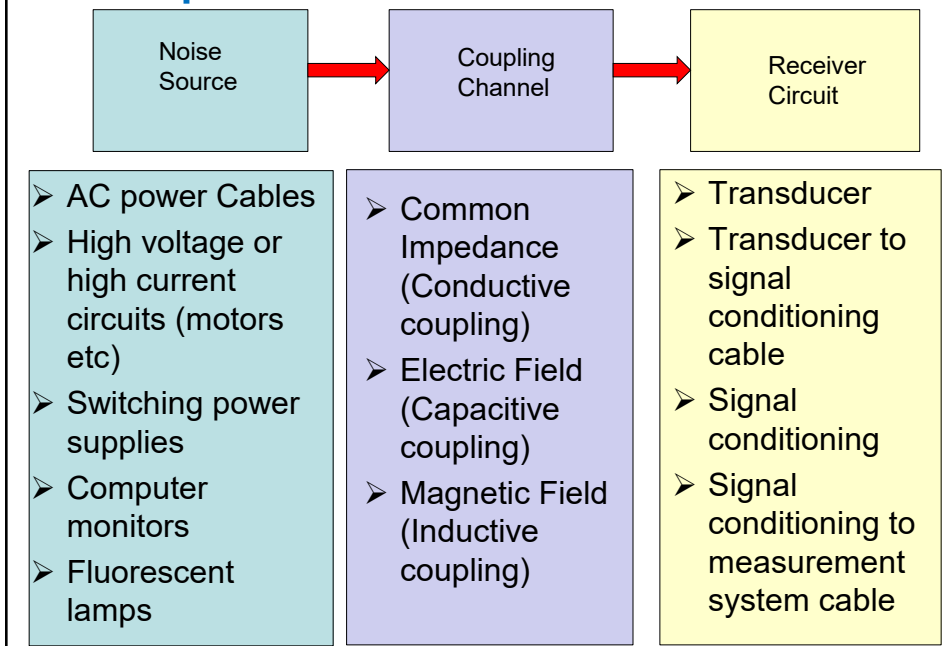 Noise
Source
Coupling
Channel
Receiver
Circuit
➢ AC power Cables
➢ High voltage or
high current
circuits (motors
etc)
➢ Switching power
supplies
➢ Computer
monitors
➢ Fluorescent
lamps
➢ Common
Impedance
(Conductive
coupling)
➢ Electric Field
(Capacitive
coupling)
➢ Magnetic Field
(Inductive
coupling)
➢ Transducer
➢ Transducer to
signal
conditioning
cable
➢ Signal
conditioning
➢ Signal
conditioning to
measurement
system cable